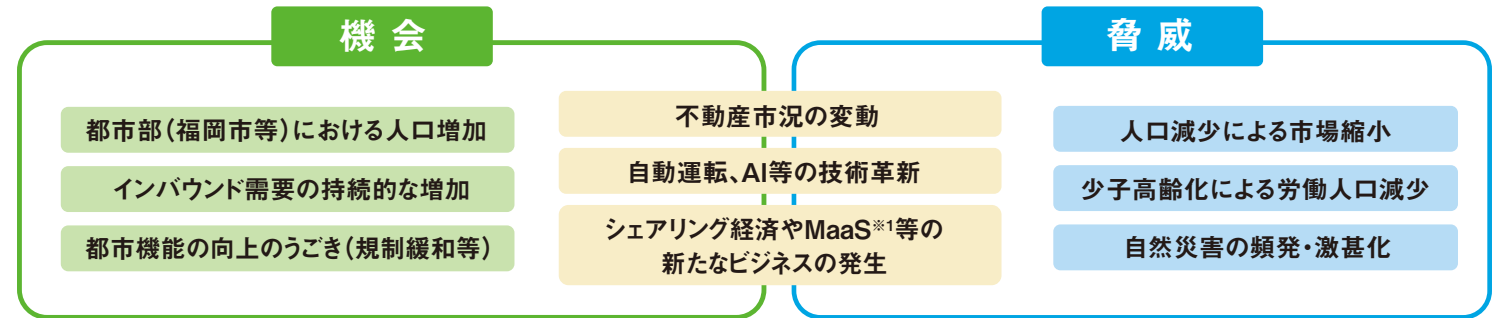 機会
都市部(福岡市等)における人口増加
インバウンド需要の持続的な増加
都市機能の向上のうごき(規制緩和等)
不動産市況の変動
自動運転、AI等の技術革新
シェアリング経済やMaaS※1等の
新たなビジネスの発生
脅威
人口減少による市場縮小
少子高齢化による労働人口減少
自然災害の頻発・激甚化